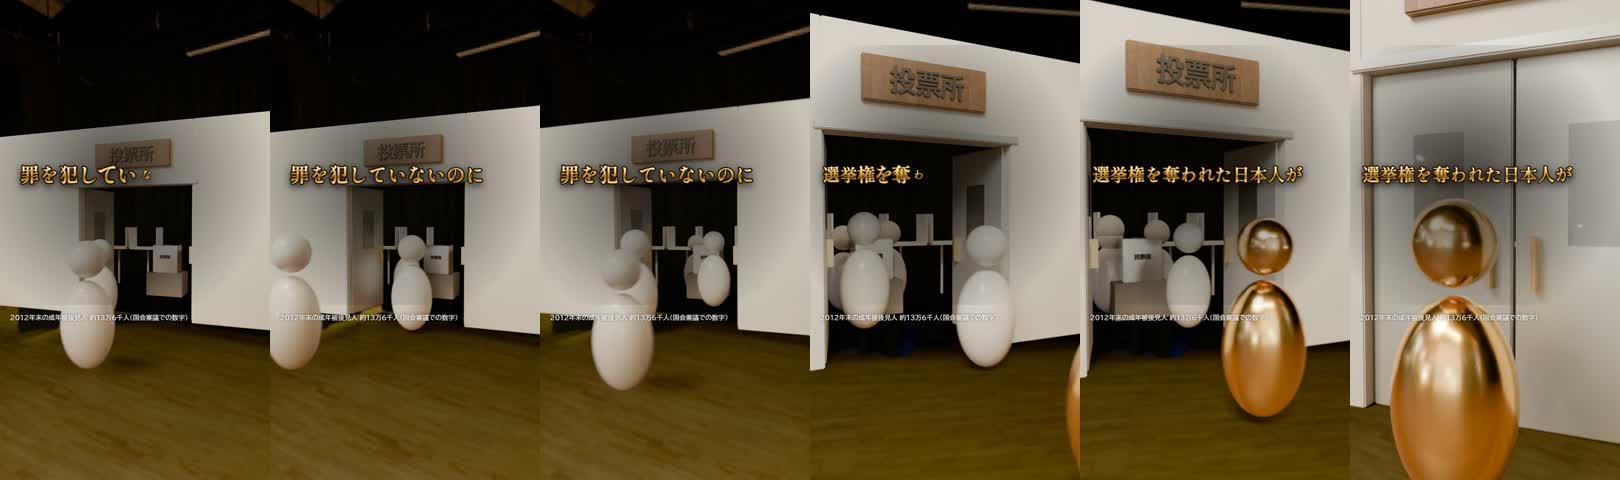 投票所
罪を犯していな
投票箱
2012年末の成年被後見人 約13万6千人(国会審議での数字)
投票所
罪を犯していないのに
投票箱
2012年末の成年被後見人 約13万6千人(国会審議での数字)
投票所
罪を犯していないのに
2012年末の成年被後見人 約13万6千人(国会審議での数字)
投票所
選挙権を奪わ
2012年末の成年被後見人 約13万6千人(国会審議での数字)
投票所
選挙権を奪われた日本人が
投票箱
2012年末の成年被後見人 約13万6千人(国会審議での数字)
選挙権を奪われた日本人が
2012年末の成年被後見人 約13万6千人(国会審議での数字)